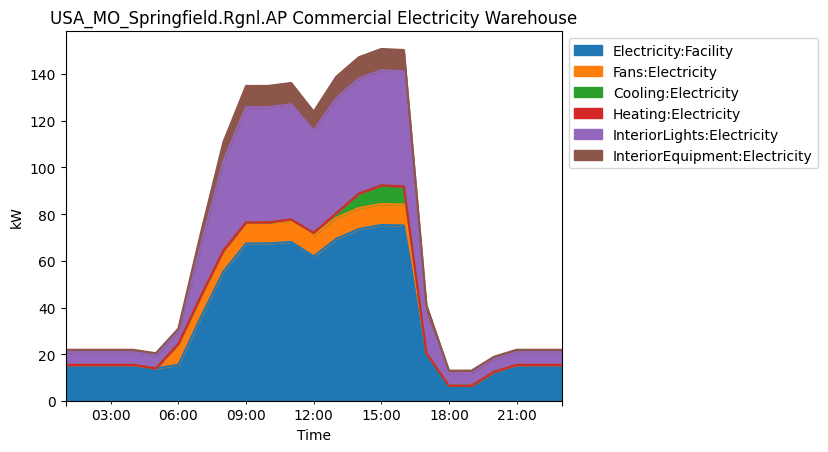 USA_MO_Springfield.Rgnl.AP Commercial Electricity Warehouse
Electricity:Facility
Fans:Electricity
Cooling:Electricity
Heating:Electricity
InteriorLights:Electricity
InteriorEquipment:Electricity
kW
140
120
100
80
60
40
20
0
03:00 06:00 09:00 12:00 15:00 18:00 21:00
Time